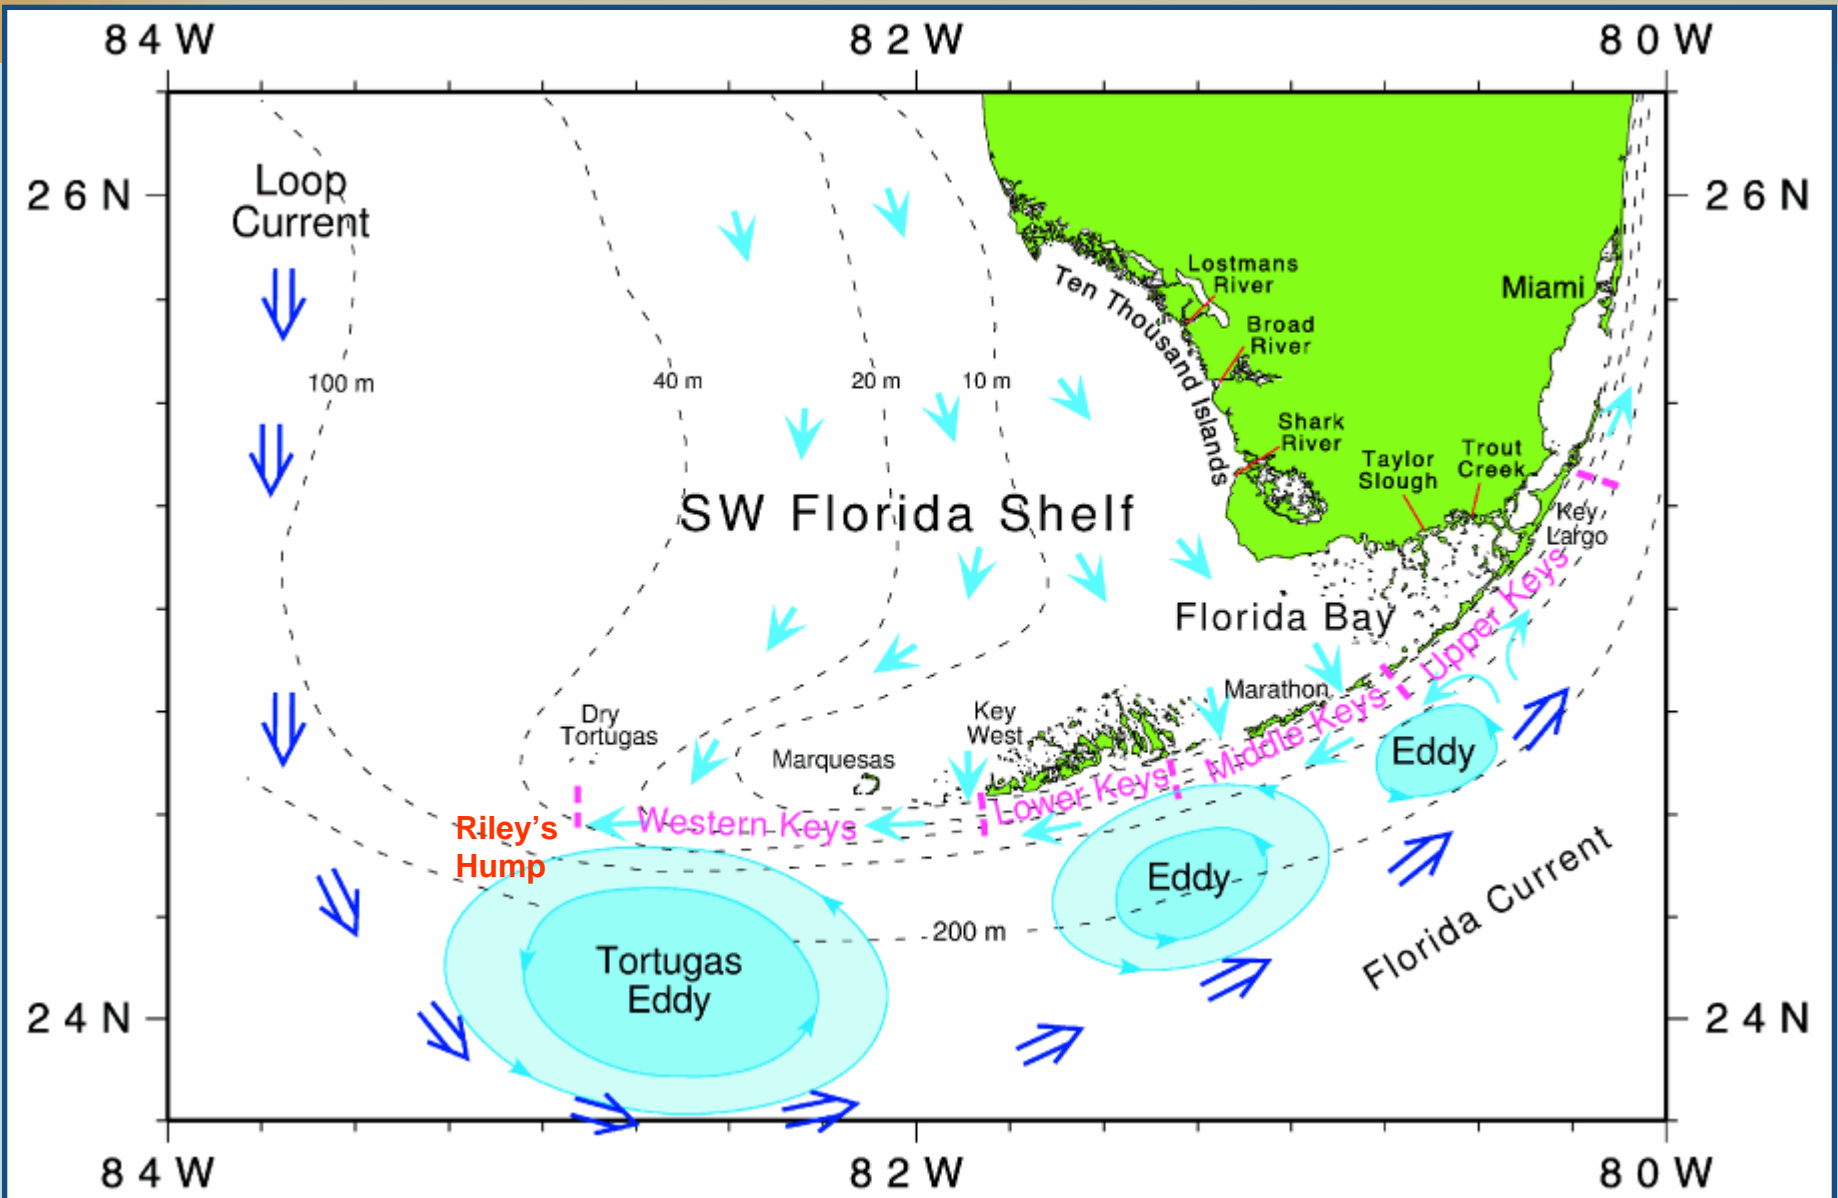 84W
82W
80W
Loop
Current
26N
26N
Lostmans
River
Miami
Ten Thousand Islands
Broad
River
100 m
40 m
20 m
10 m
Shark
River
Taylor
Slough
Trout
Creek
SW Florida Shelf
Key
Largo
Florida Bay
Upper Keys
Marathon
Dry
Tortugas
Key
West
Middle Keys
Marquesas
Eddy
Lower Keys
Western Keys
Riley's
Hump
Eddy
Florida Current
200 m
Tortugas
Eddy
24N
24N
84W
82W
80W